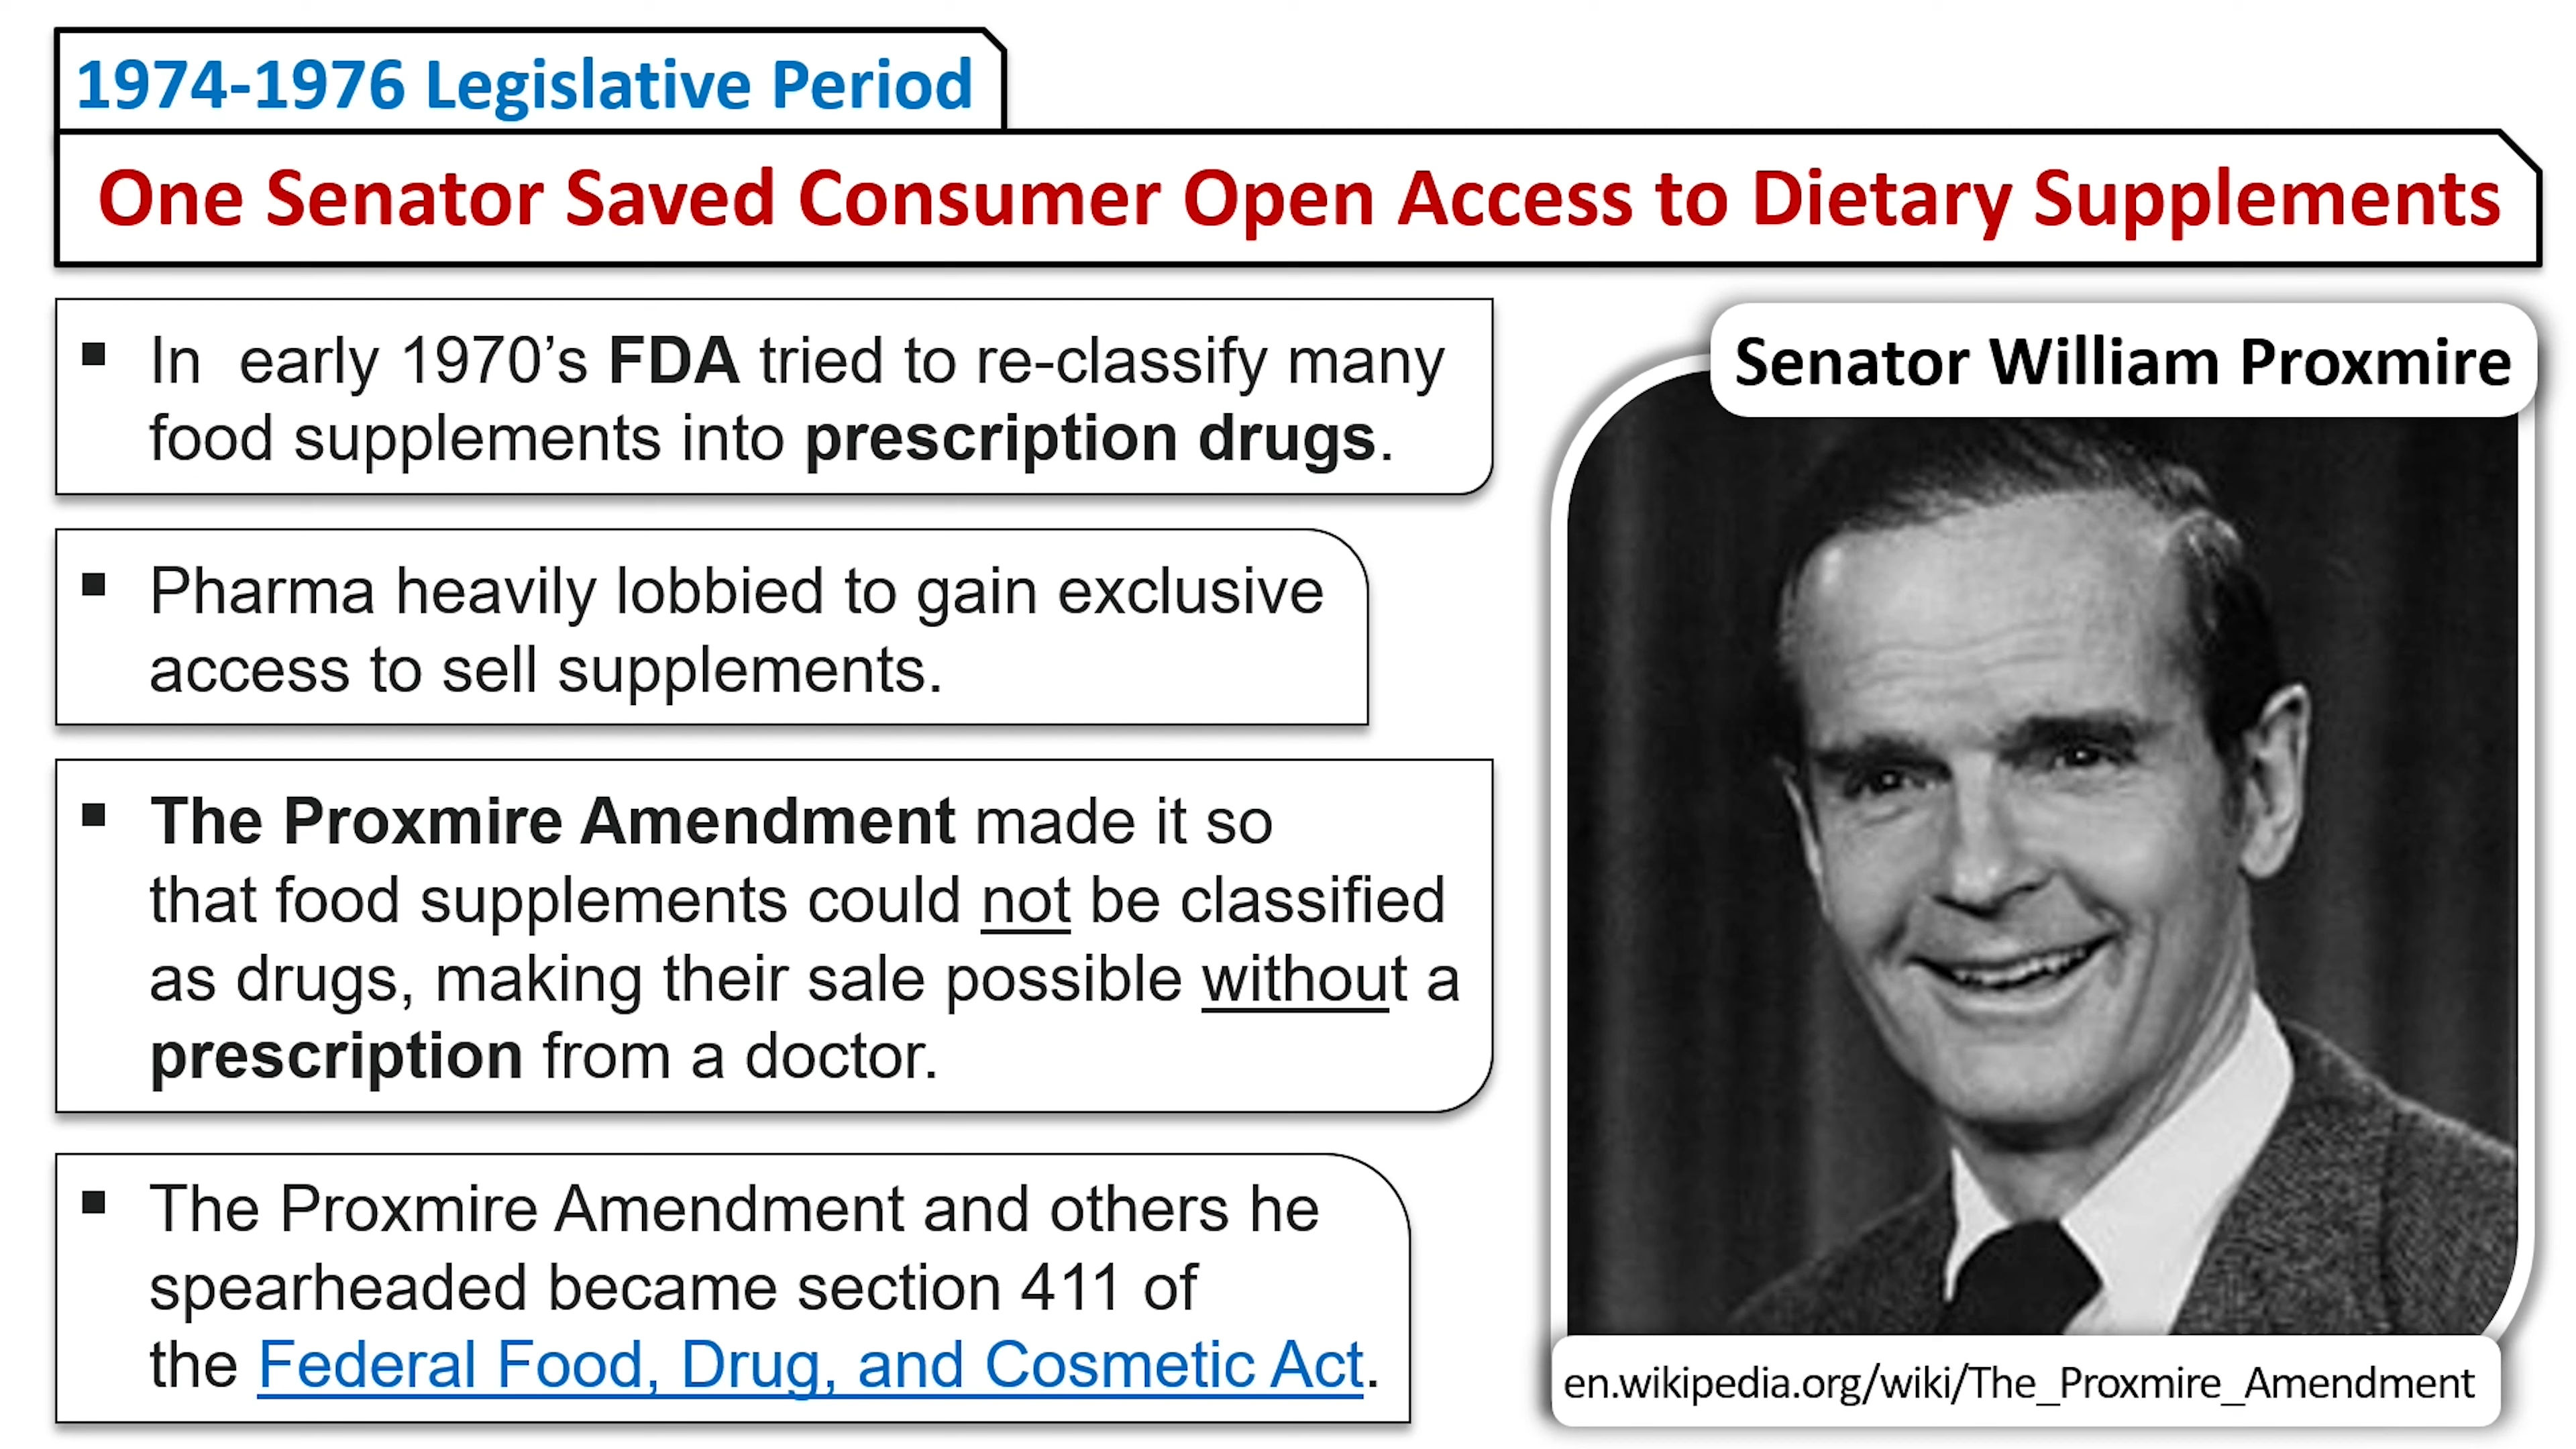 1974-1976 Legislative Period
One Senator Saved Consumer Open Access to Dietary Supplements
▪ In early 1970's FDA tried to re-classify many
food supplements into prescription drugs.
▪ Pharma heavily lobbied to gain exclusive
access to sell supplements.
▪ The Proxmire Amendment made it so
that food supplements could not be classified
as drugs, making their sale possible without a
prescription from a doctor.
▪ The Proxmire Amendment and others he
spearheaded became section 411 of
the Federal Food, Drug, and Cosmetic Act.
Senator William Proxmire
en.wikipedia.org/wiki/The_Proxmire_Amendment